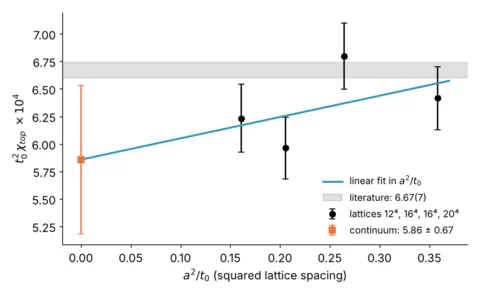 7.00
6.75
6.50
6.25
6.00
5.75
5.50
5.25
t₀² χ_top × 10⁴
linear fit in a²/t₀
literature: 6.67(7)
lattices 12⁴, 16⁴, 16⁴, 20⁴
continuum: 5.86 ± 0.67
0.00 0.05 0.10 0.15 0.20 0.25 0.30 0.35
a²/t₀ (squared lattice spacing)